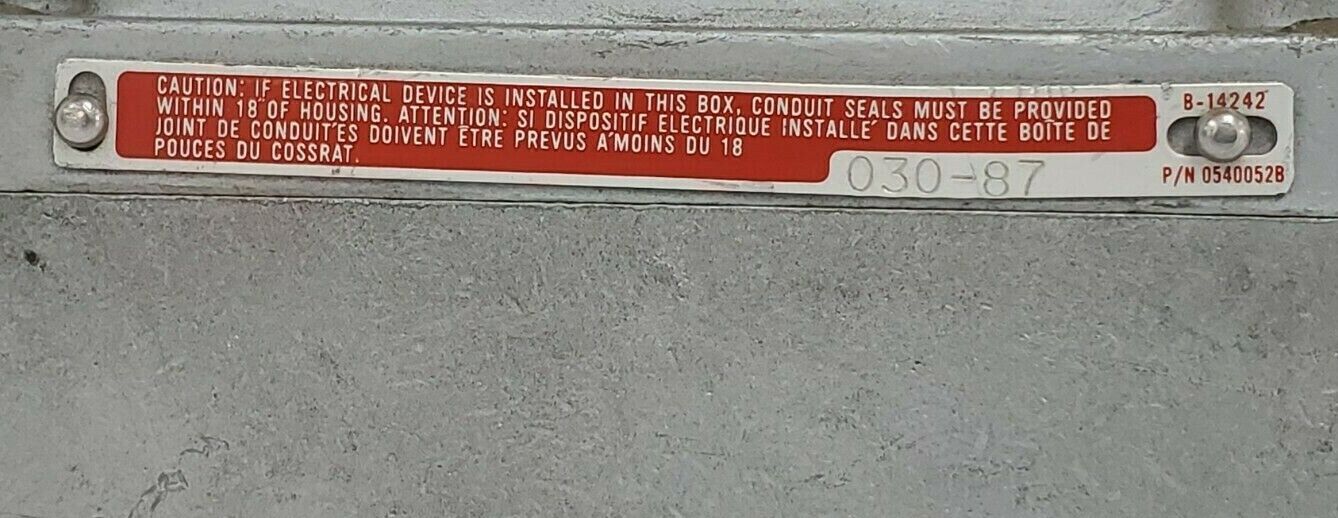 CAUTION: IF ELECTRICAL DEVICE IS INSTALLED IN THIS BOX, CONDUIT SEALS MUST BE PROVIDED
WITHIN 18" OF HOUSING. ATTENTION: SI DISPOSITIF ELECTRIQUE INSTALLE´ DANS CETTE BOÎTE DE
JOINT DE CONDUIT´ES DOIVENT ÉTRE PREVUS A´MOINS DU 18
POUCES DU COSSRAT.
030-87
B-14242
P/N 0540052B